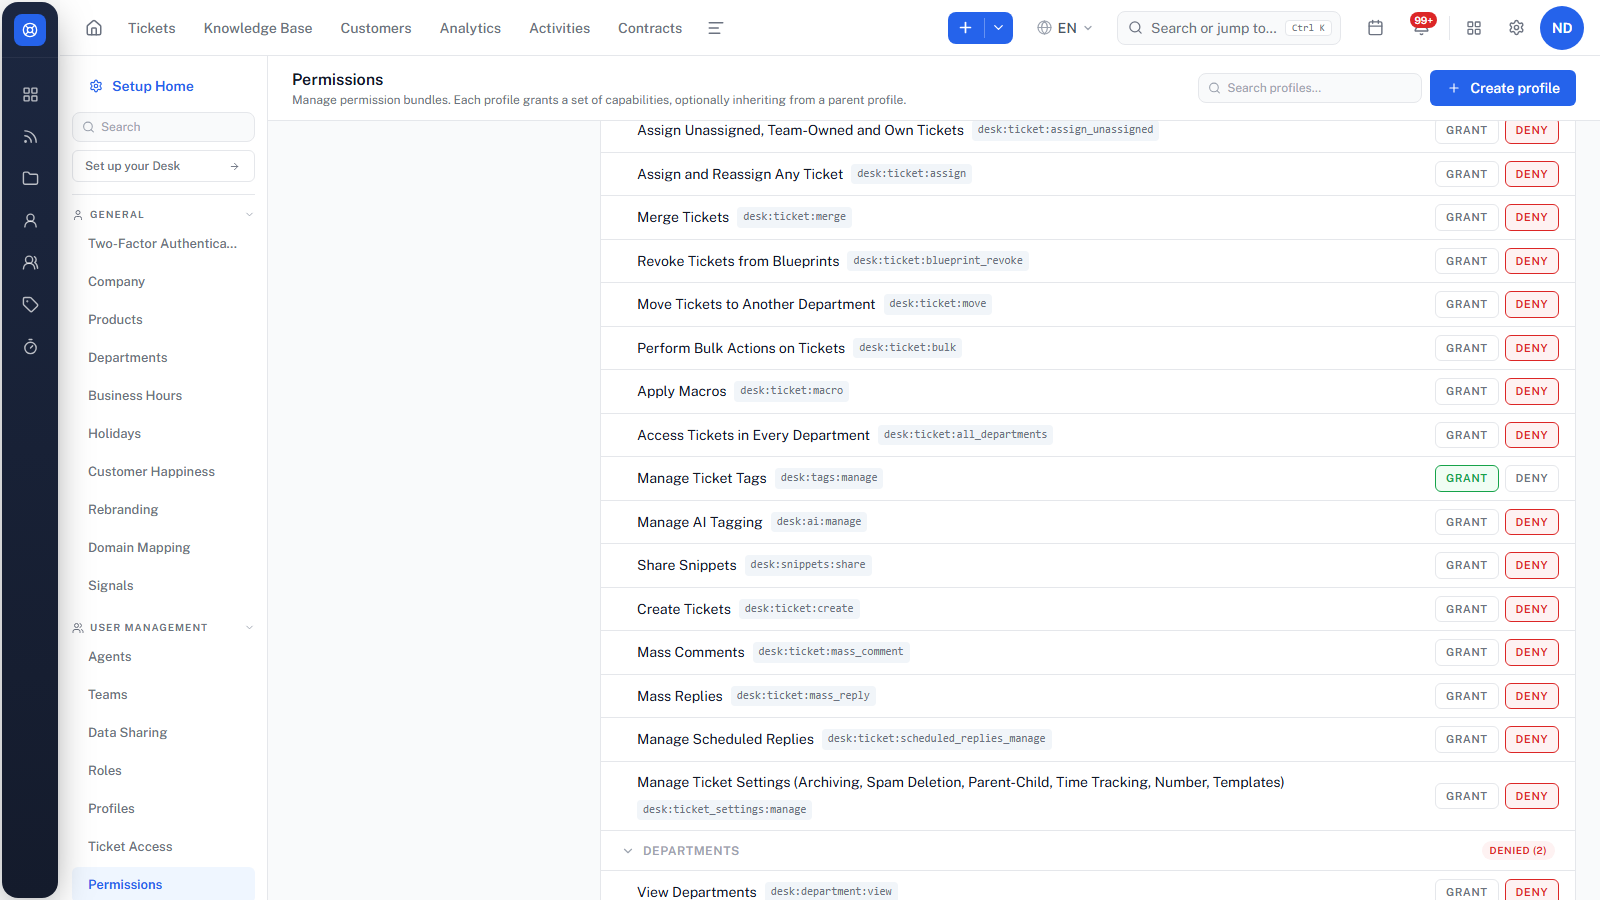 Tickets
Knowledge Base
Customers
Analytics
Activities
Contracts
EN
Search or jump to...
Ctrl K
99+
ND
Setup Home
Search
Set up your Desk
GENERAL
Two-Factor Authentica...
Company
Products
Departments
Business Hours
Holidays
Customer Happiness
Rebranding
Domain Mapping
Signals
USER MANAGEMENT
Agents
Teams
Data Sharing
Roles
Profiles
Ticket Access
Permissions
Permissions
Manage permission bundles. Each profile grants a set of capabilities, optionally inheriting from a parent profile.
Search profiles...
Create profile
Assign Unassigned, Team-Owned and Own Tickets desk:ticket:assign_unassigned GRANT DENY
Assign and Reassign Any Ticket desk:ticket:assign GRANT DENY
Merge Tickets desk:ticket:merge GRANT DENY
Revoke Tickets from Blueprints desk:ticket:blueprint_revoke GRANT DENY
Move Tickets to Another Department desk:ticket:move GRANT DENY
Perform Bulk Actions on Tickets desk:ticket:bulk GRANT DENY
Apply Macros desk:ticket:macro GRANT DENY
Access Tickets in Every Department desk:ticket:all_departments GRANT DENY
Manage Ticket Tags desk:tags:manage GRANT DENY
Manage AI Tagging desk:ai:manage GRANT DENY
Share Snippets desk:snippets:share GRANT DENY
Create Tickets desk:ticket:create GRANT DENY
Mass Comments desk:ticket:mass_comment GRANT DENY
Mass Replies desk:ticket:mass_reply GRANT DENY
Manage Scheduled Replies desk:ticket:scheduled_replies_manage GRANT DENY
Manage Ticket Settings (Archiving, Spam Deletion, Parent-Child, Time Tracking, Number, Templates)
desk:ticket_settings:manage GRANT DENY
DEPARTMENTS DENIED (2)
View Departments desk:department:view GRANT DENY